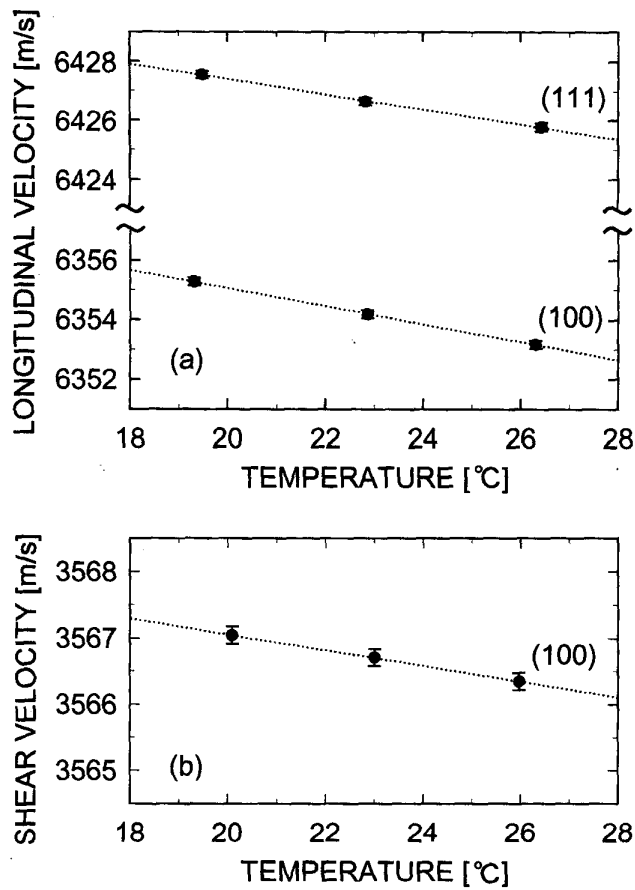 LONGITUDINAL VELOCITY [m/s]
6428
6426
6424
6356
6354
6352
(111)
(100)
(a)
18 20 22 24 26 28
TEMPERATURE [℃]
SHEAR VELOCITY [m/s]
3568
3567
3566
3565
(100)
(b)
18 20 22 24 26 28
TEMPERATURE [℃]